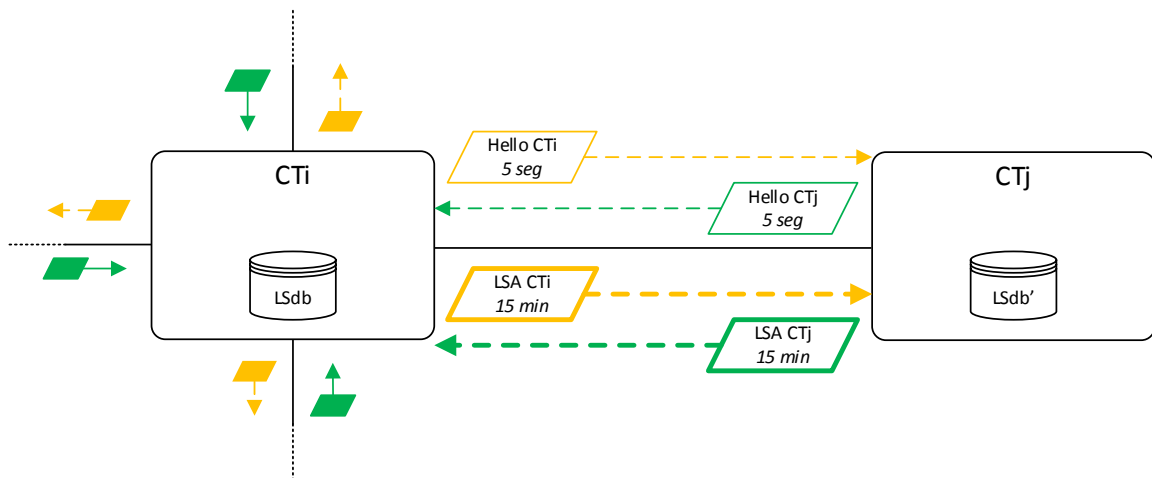 Hello CTi
5 seg
CTi
CTj
Hello CTj
5 seg
LSdb
LSA CTi
15 min
LSdb’
LSA CTj
15 min